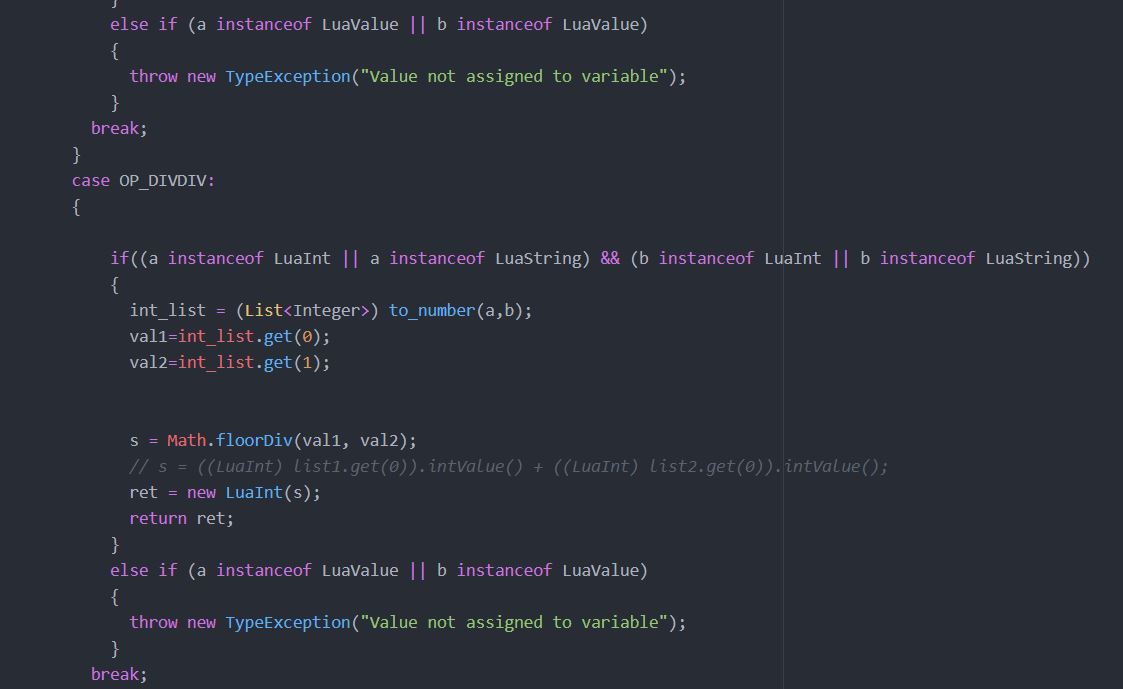 }
else if (a instanceof LuaValue || b instanceof LuaValue)
{
throw new TypeException("Value not assigned to variable");
}
break;
}
case OP_DIVDIV:
{
if((a instanceof LuaInt || a instanceof LuaString) && (b instanceof LuaInt || b instanceof LuaString))
{
int_list = (List<Integer>) to_number(a,b);
val1=int_list.get(0);
val2=int_list.get(1);
s = Math.floorDiv(val1, val2);
// s = ((LuaInt) list1.get(0)).intValue() + ((LuaInt) list2.get(0)).intValue();
ret = new LuaInt(s);
return ret;
}
else if (a instanceof LuaValue || b instanceof LuaValue)
{
throw new TypeException("Value not assigned to variable");
}
break;